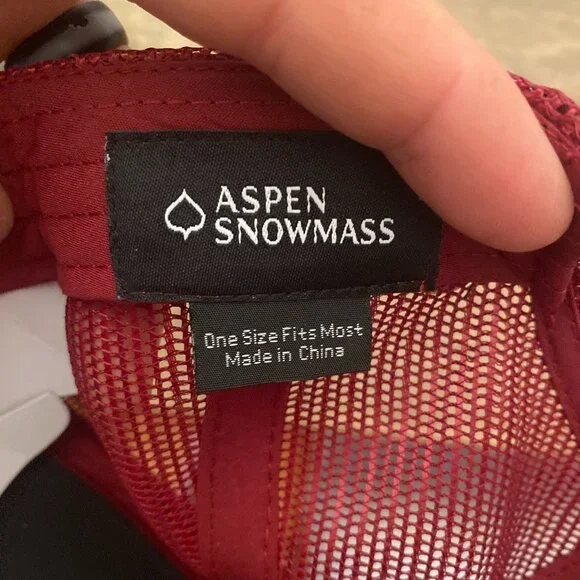 ASPEN
SNOWMASS
One Size Fits Most
Made in China